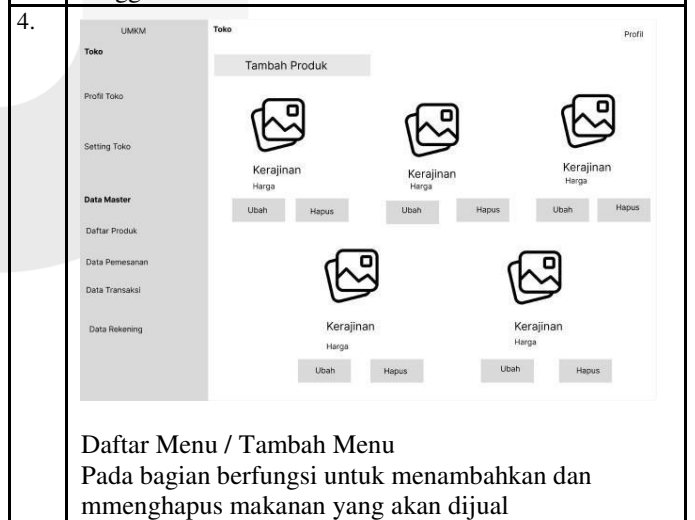 4.
UMKM
Toko
Profil Toko
Setting Toko
Data Master
Daftar Produk
Data Pemesanan
Data Transaksi
Data Rekening
Toko
Profil
Tambah Produk
Kerajinan
Harga
Ubah Hapus
Kerajinan
Harga
Ubah Hapus
Kerajinan
Harga
Ubah Hapus
Kerajinan
Harga
Ubah Hapus
Kerajinan
Harga
Ubah Hapus
Daftar Menu / Tambah Menu
Pada bagian berfungsi untuk menambahkan dan
mmenghapus makanan yang akan dijual